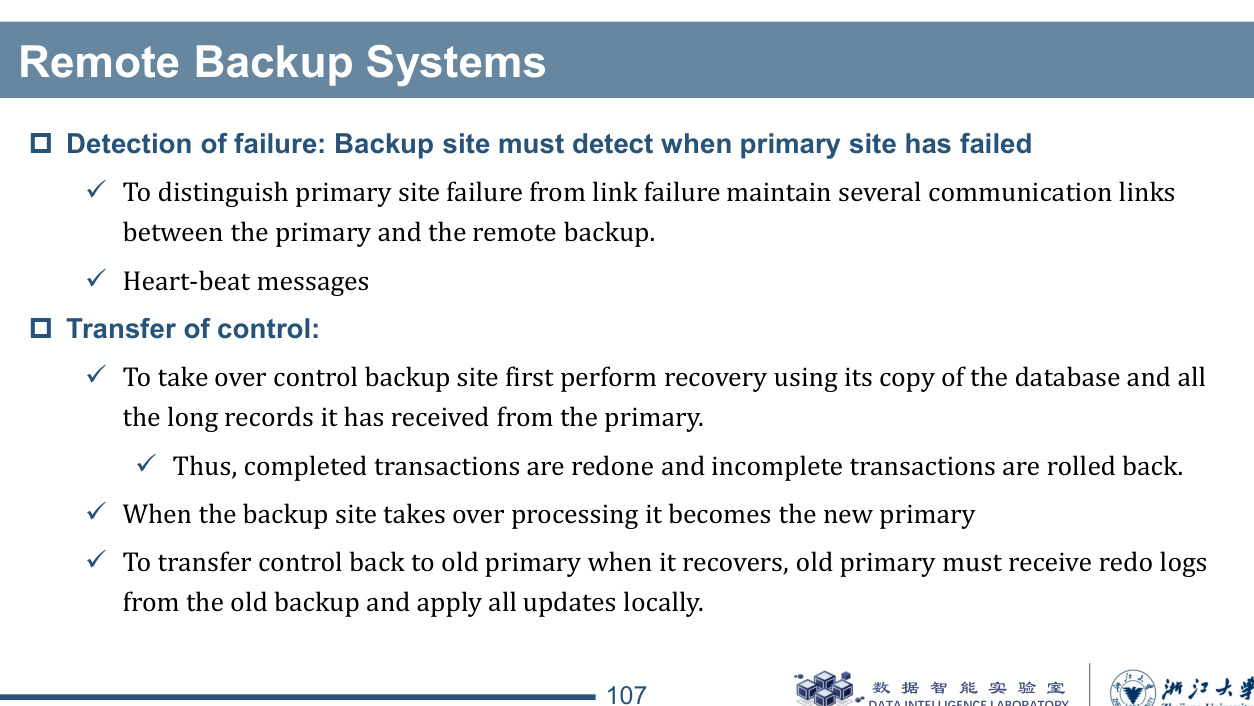 Remote Backup Systems
Detection of failure: Backup site must detect when primary site has failed
To distinguish primary site failure from link failure maintain several communication links
between the primary and the remote backup.
Heart-beat messages
Transfer of control:
To take over control backup site first perform recovery using its copy of the database and all
the long records it has received from the primary.
Thus, completed transactions are redone and incomplete transactions are rolled back.
When the backup site takes over processing it becomes the new primary
To transfer control back to old primary when it recovers, old primary must receive redo logs
from the old backup and apply all updates locally.
107
数据智能实验室
DATA INTELLIGENCE LABORATORY
浙江大学
Zhejiang University